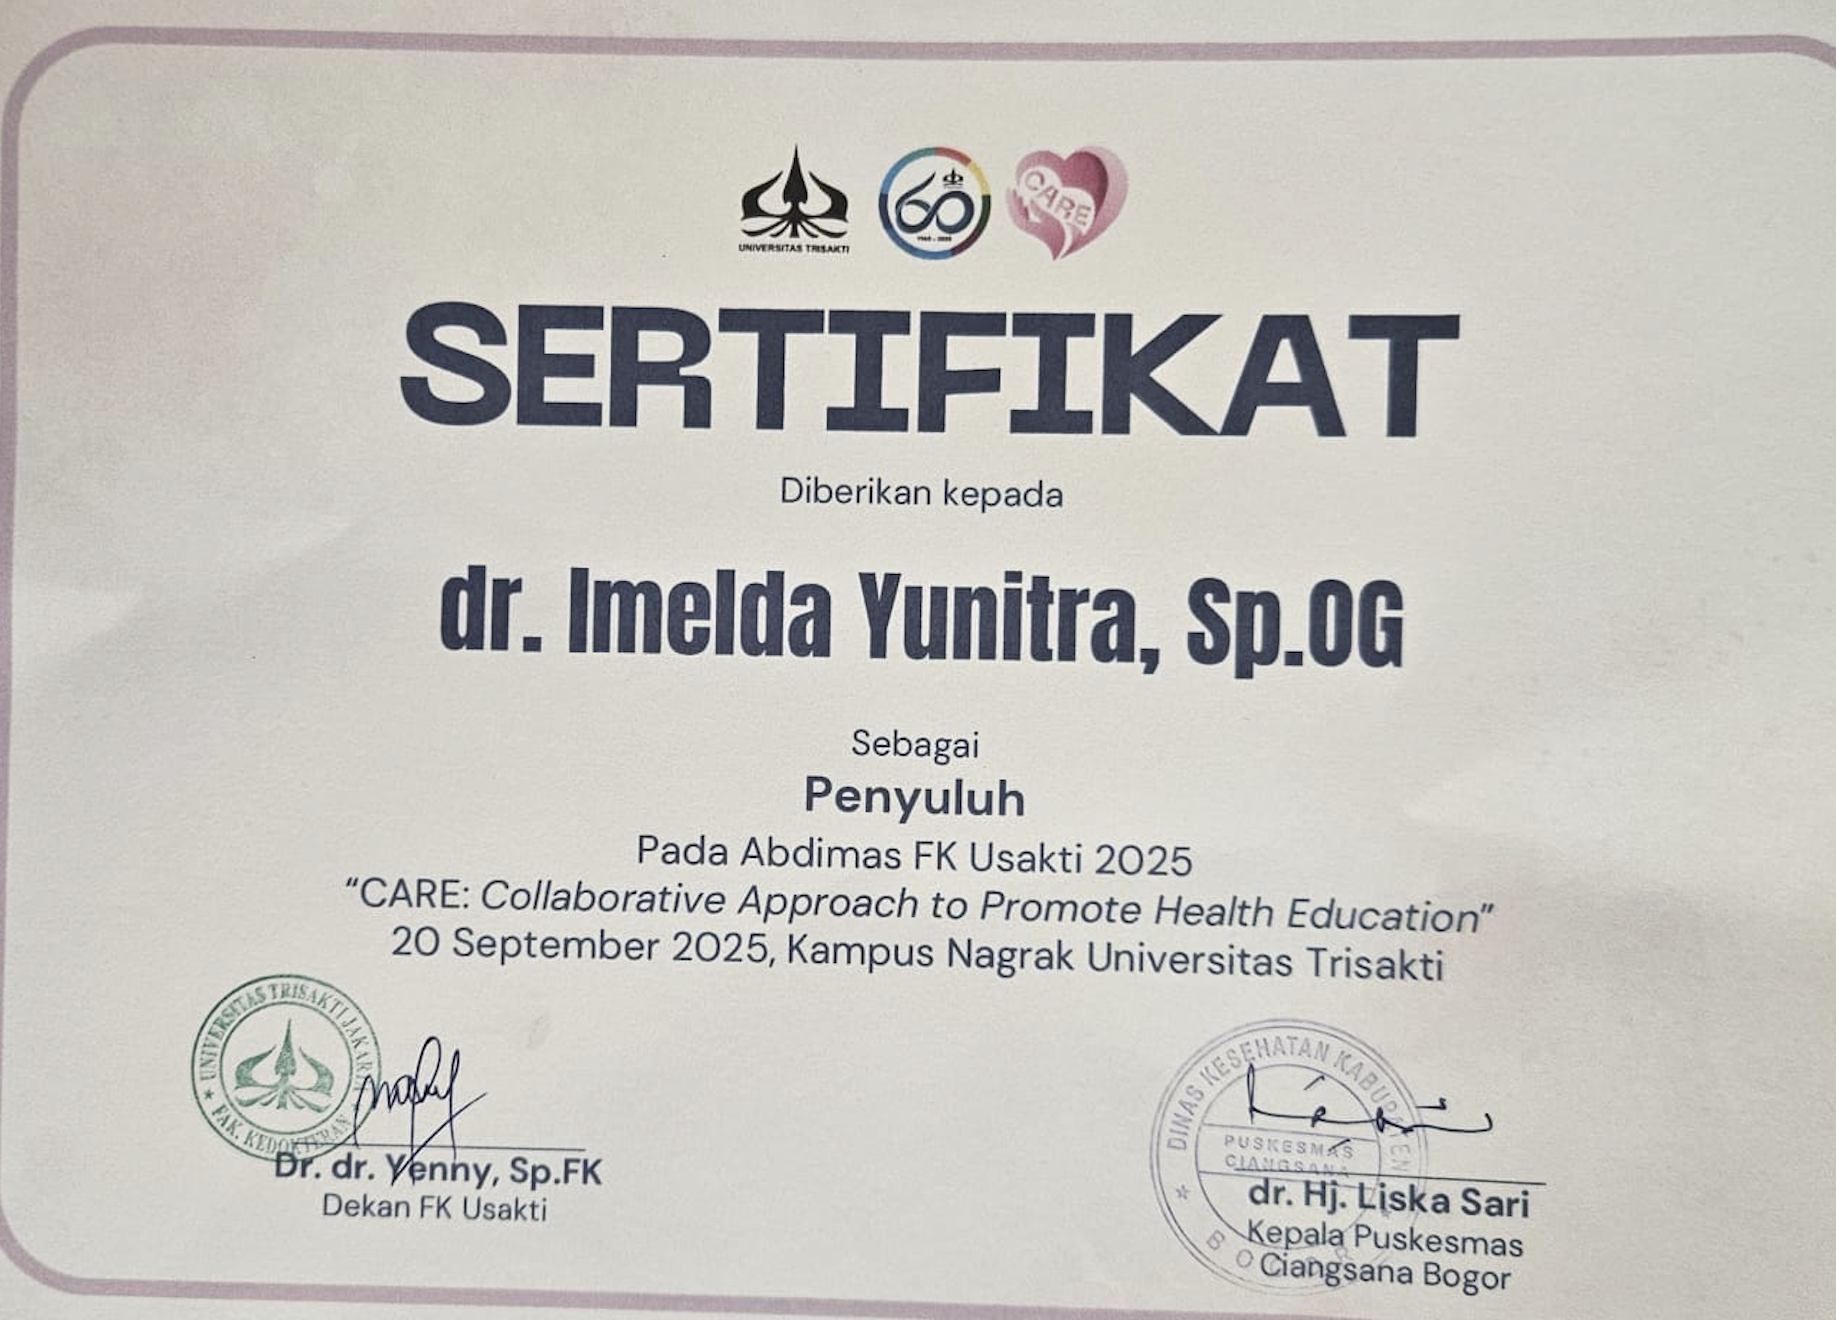 UNIVERSITAS TRISAKTI
60
CARE
SERTIFIKAT
Diberikan kepada
dr. Imelda Yunitra, Sp.OG
Sebagai
Penyuluh
Pada Abdimas FK Usakti 2025
“CARE: Collaborative Approach to Promote Health Education”
20 September 2025, Kampus Nagrak Universitas Trisakti
UNIVERSITAS TRISAKTI JAKARTA
FAK. KEDOKTERAN
Dr. dr. Yenny, Sp.FK
Dekan FK Usakti
DINAS KESEHATAN KABUPATEN
PUSKESMAS
CIANGSANA
dr. Hj. Liska Sari
Kepala Puskesmas
Ciangsana Bogor